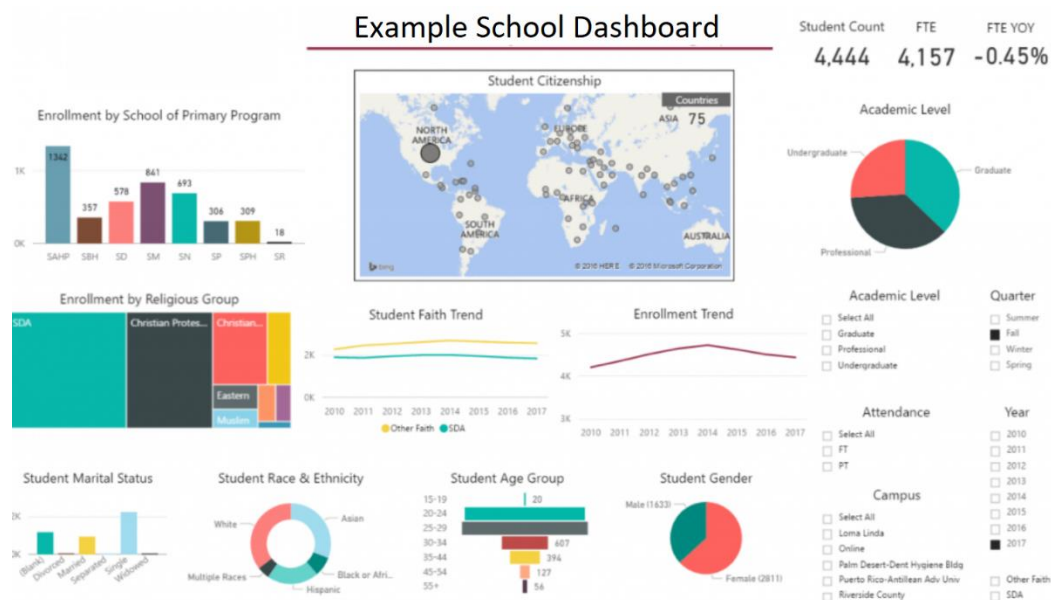 Example School Dashboard
Student Count FTE FTE YOY
4,444 4,157 -0.45%
Student Citizenship
Countries
75
NORTH AMERICA
EUROPE
ASIA
AFRICA
SOUTH AMERICA
AUSTRALIA
bing
© 2016 HERE © 2016 Microsoft Corporation
Enrollment by School of Primary Program
1K
0K
1342 357 578 841 693 306 309 18
SAHP SBH SD SM SN SP SPH SR
Academic Level
Undergraduate
Graduate
Professional
Enrollment by Religious Group
SDA
Christian Protes...
Christian...
Eastern
Muslim
Student Faith Trend
2K
0K
2010 2011 2012 2013 2014 2015 2016 2017
Other Faith SDA
Enrollment Trend
5K
4K
3K
2010 2011 2012 2013 2014 2015 2016 2017
Academic Level
Select All
Graduate
Professional
Undergraduate
Quarter
Summer
Fall
Winter
Spring
Attendance
Select All
FT
PT
Year
2010
2011
2012
2013
2014
2015
2016
2017
Campus
Select All
Loma Linda
Online
Palm Desert-Dent Hygiene Bldg
Puerto Rico-Antillean Adv Univ
Riverside County
Other Faith
SDA
Student Marital Status
2K
0K
(Blank) Divorced Married Separated Single Widowed
Student Race & Ethnicity
White
Asian
Black or Afri...
Hispanic
Multiple Races
Student Age Group
15-19 20
20-24
25-29
30-34 607
35-44 394
45-54 127
55+ 56
Student Gender
Male (1633)
Female (2811)